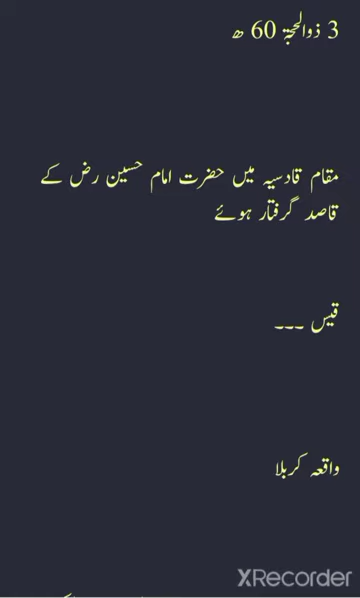 3 ذوالحجۃ 60 ھ
مقام قادسیہ میں حضرت امام حسین رض کے
قاصد گرفتار ہوئے
قیس ۔۔۔
واقعہ کربلا
XRecorder